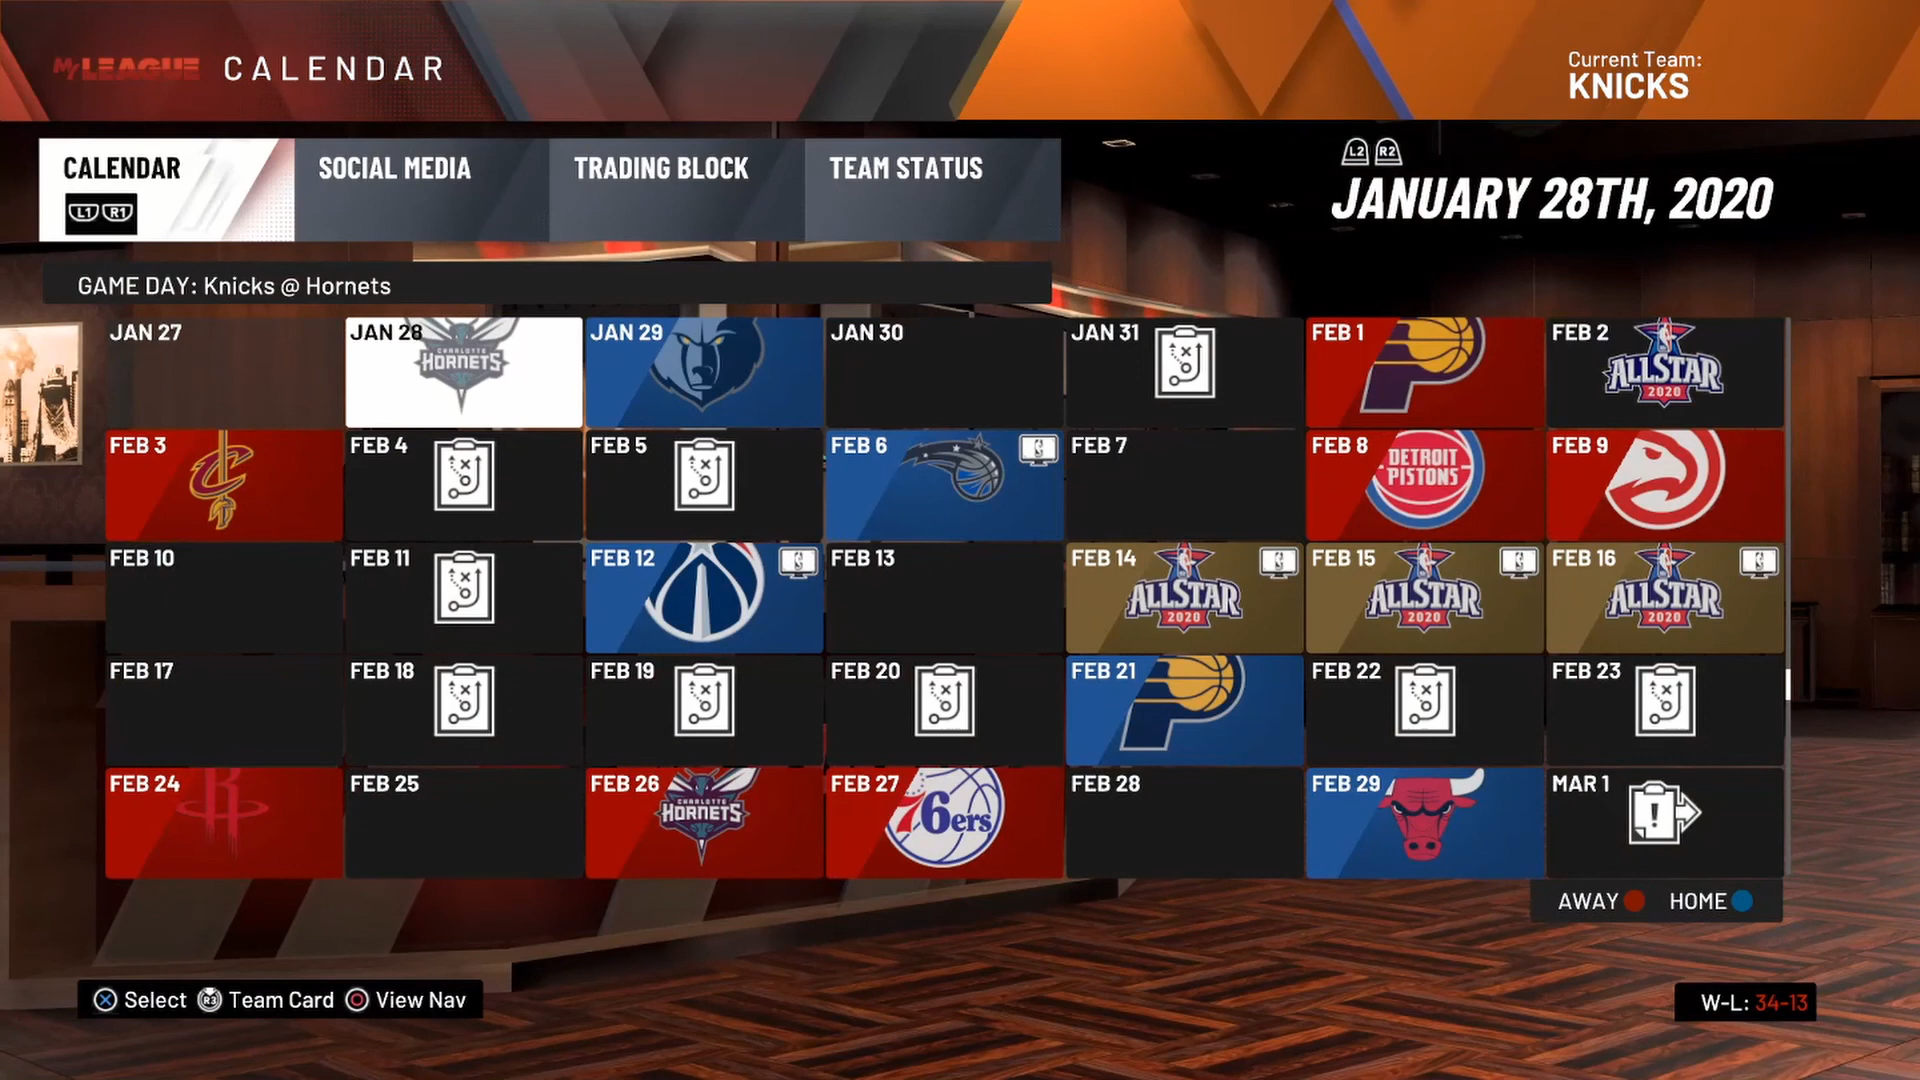 MyLEAGUE CALENDAR
Current Team:
KNICKS
CALENDAR
SOCIAL MEDIA
TRADING BLOCK
TEAM STATUS
L1 R1
L2 R2
JANUARY 28TH, 2020
GAME DAY: Knicks @ Hornets
JAN 27
JAN 28
CHARLOTTE
HORNETS
JAN 29
JAN 30
JAN 31
FEB 1
FEB 2
ALLSTAR
2020
FEB 3
FEB 4
FEB 5
FEB 6
FEB 7
FEB 8
DETROIT
PISTONS
FEB 9
FEB 10
FEB 11
FEB 12
FEB 13
FEB 14
ALLSTAR
2020
FEB 15
ALLSTAR
2020
FEB 16
ALLSTAR
2020
FEB 17
FEB 18
FEB 19
FEB 20
FEB 21
FEB 22
FEB 23
FEB 24
R
FEB 25
FEB 26
CHARLOTTE
HORNETS
FEB 27
76ers
FEB 28
FEB 29
MAR 1
!
AWAY HOME
Select R3 Team Card View Nav
W-L: 34-13